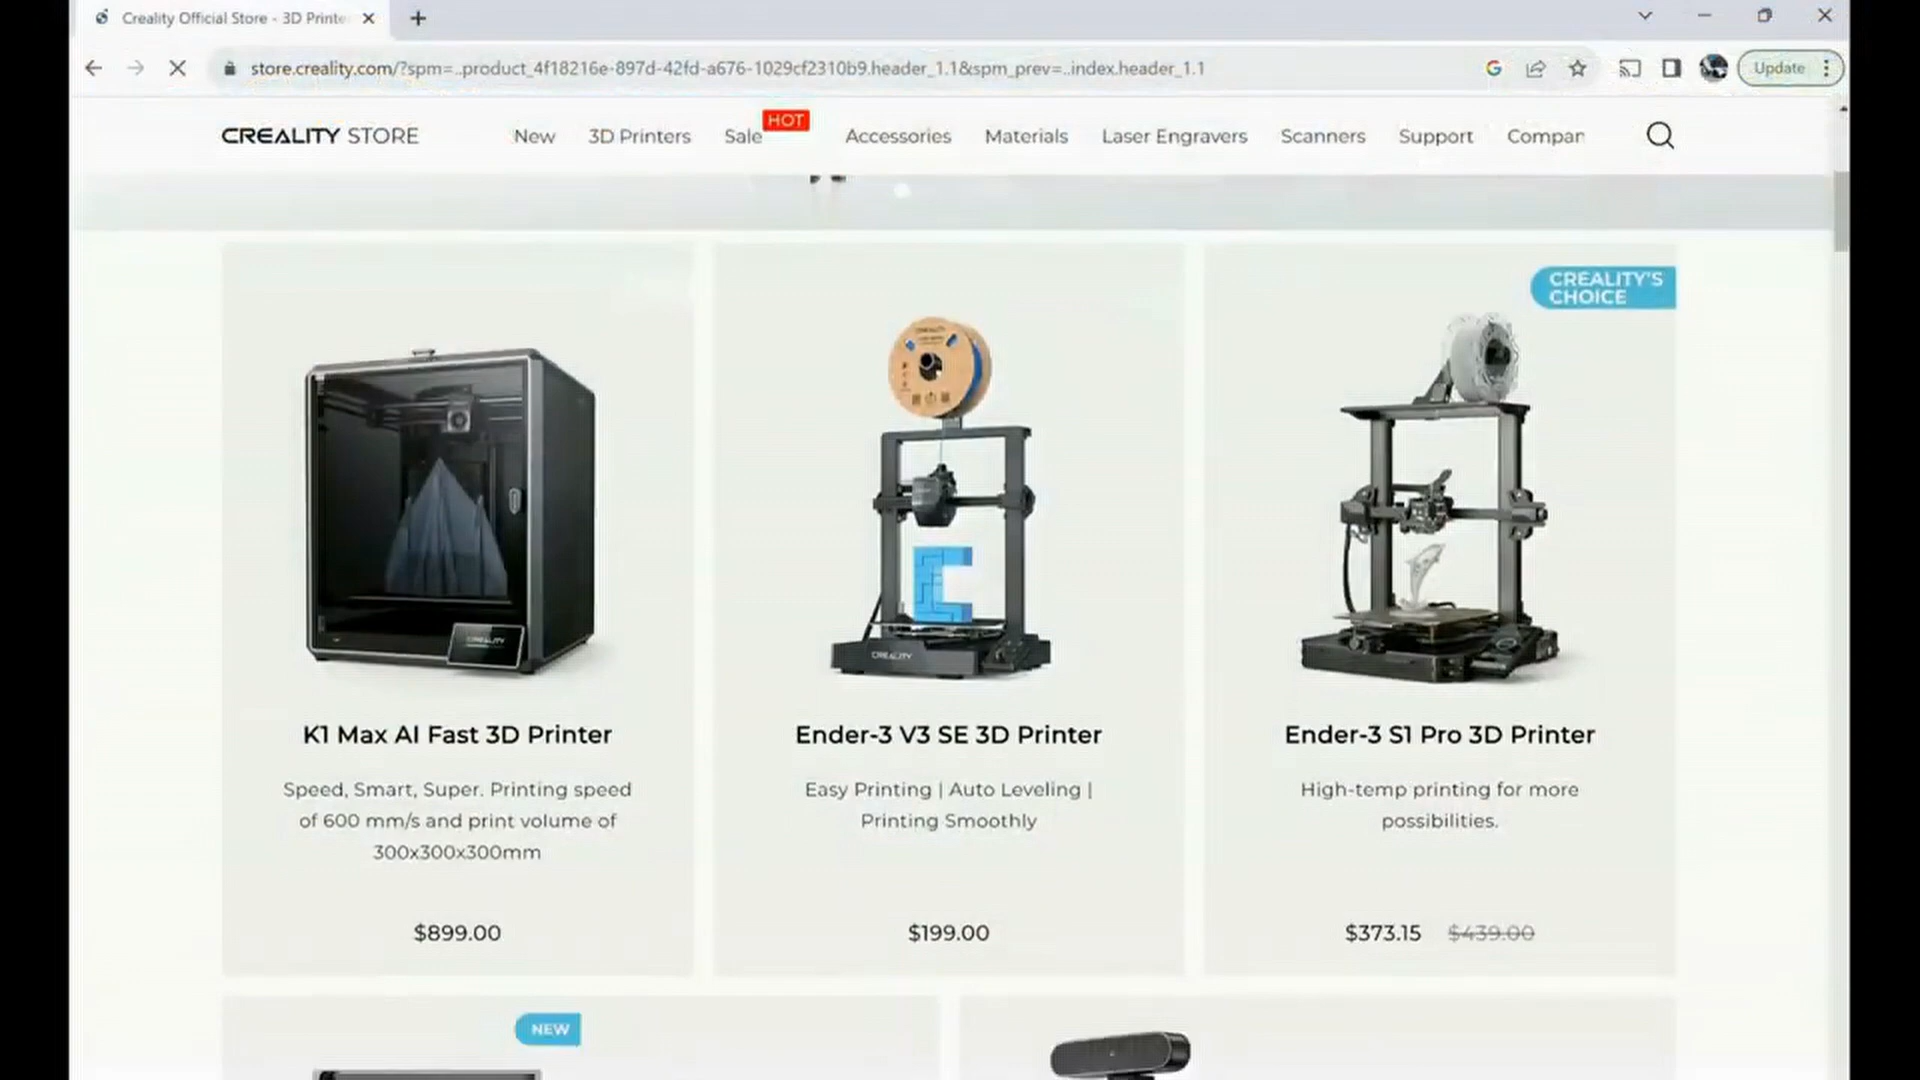 Creality Official Store - 3D Printe
store.creality.com/?spm=..product_4f18216e-897d-42fd-a676-1029cf2310b9.header_1.1&spm_prev=..index.header_1.1
Update
CREALITY STORE
New
3D Printers
Sale
HOT
Accessories
Materials
Laser Engravers
Scanners
Support
Compan
CREALITY'S
CHOICE
CREALITY
CREALITY
K1 Max AI Fast 3D Printer
Speed, Smart, Super. Printing speed
of 600 mm/s and print volume of
300x300x300mm
$899.00
Ender-3 V3 SE 3D Printer
Easy Printing | Auto Leveling |
Printing Smoothly
$199.00
Ender-3 S1 Pro 3D Printer
High-temp printing for more
possibilities.
$373.15 $439.00
NEW